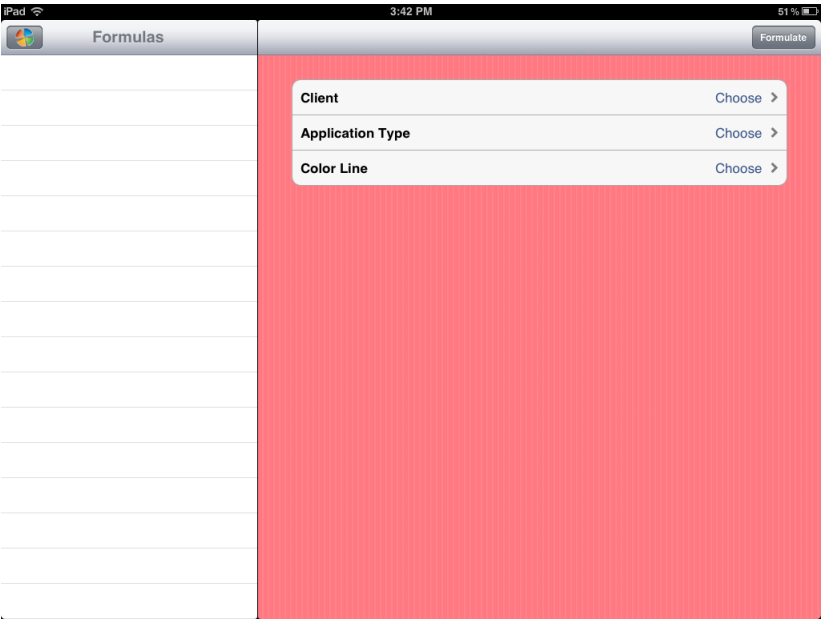 iPad 3:42 PM 51%
Formulas Formulate
Client Choose
Application Type Choose
Color Line Choose